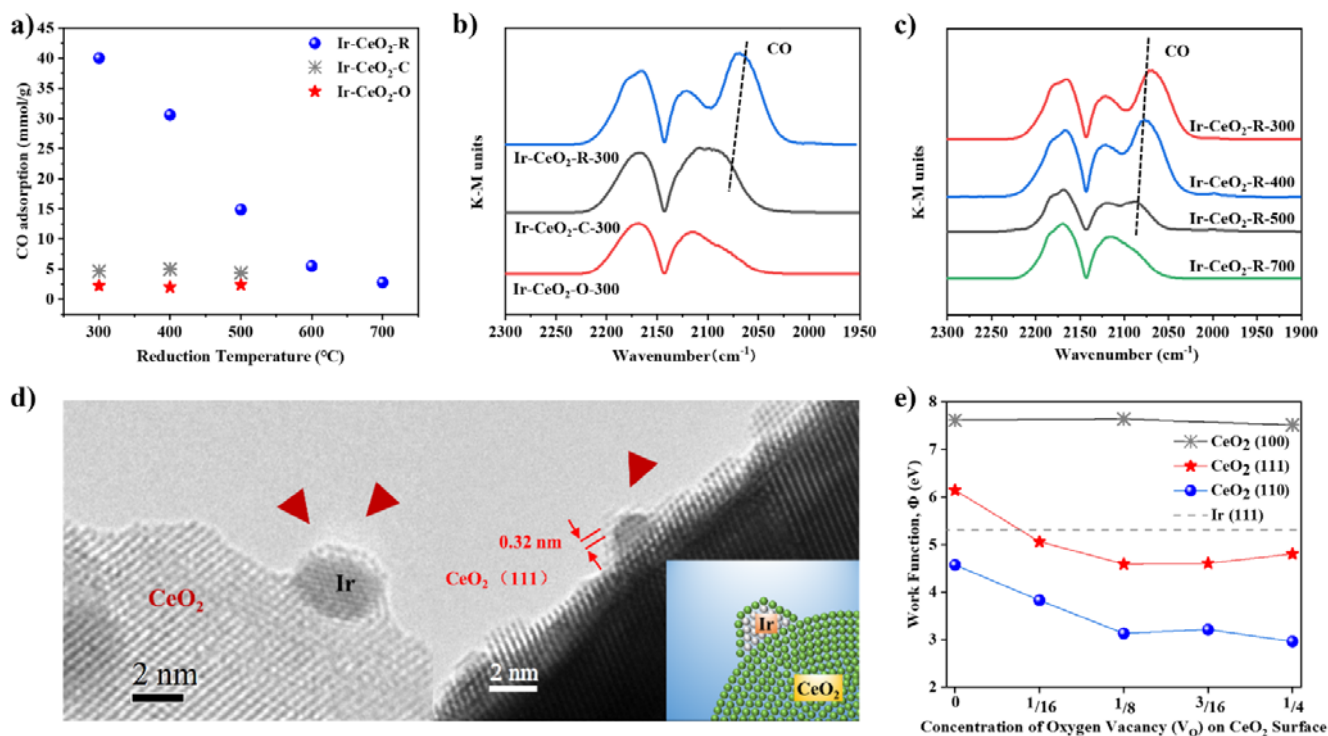 a)
CO adsorption (mmol/g)
45
40
35
30
25
20
15
10
5
0
300
400
500
600
700
Reduction Temperature (°C)
Ir-CeO₂-R
Ir-CeO₂-C
Ir-CeO₂-O
b)
K-M units
CO
Ir-CeO₂-R-300
Ir-CeO₂-C-300
Ir-CeO₂-O-300
2300
2250
2200
2150
2100
2050
2000
1950
Wavenumber(cm⁻¹)
c)
K-M units
CO
Ir-CeO₂-R-300
Ir-CeO₂-R-400
Ir-CeO₂-R-500
Ir-CeO₂-R-700
2300
2250
2200
2150
2100
2050
2000
1950
1900
Wavenumber (cm⁻¹)
d)
CeO₂
Ir
2 nm
0.32 nm
CeO₂ (111)
2 nm
Ir
CeO₂
e)
Work Function, Φ (eV)
8
7
6
5
4
3
2
CeO₂ (100)
CeO₂ (111)
CeO₂ (110)
Ir (111)
0
1/16
1/8
3/16
1/4
Concentration of Oxygen Vacancy (V_O) on CeO₂ Surface